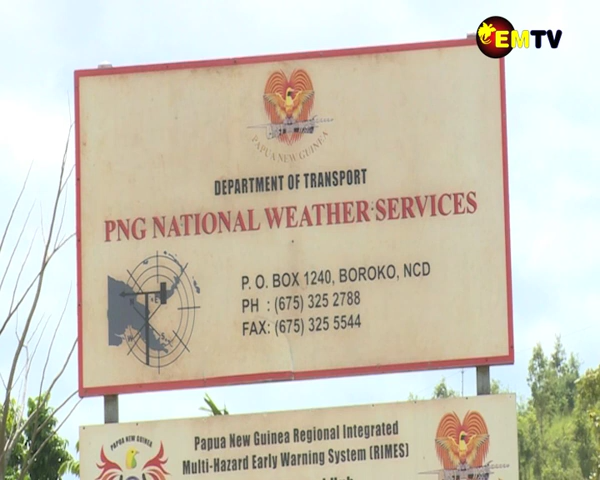 EMTV
PAPUA NEW GUINEA
DEPARTMENT OF TRANSPORT
PNG NATIONAL WEATHER SERVICES
P. O. BOX 1240, BOROKO, NCD
PH : (675) 325 2788
FAX: (675) 325 5544
PAPUA NEW GUINEA
Papua New Guinea Regional Integrated
Multi-Hazard Early Warning System (RIMES)